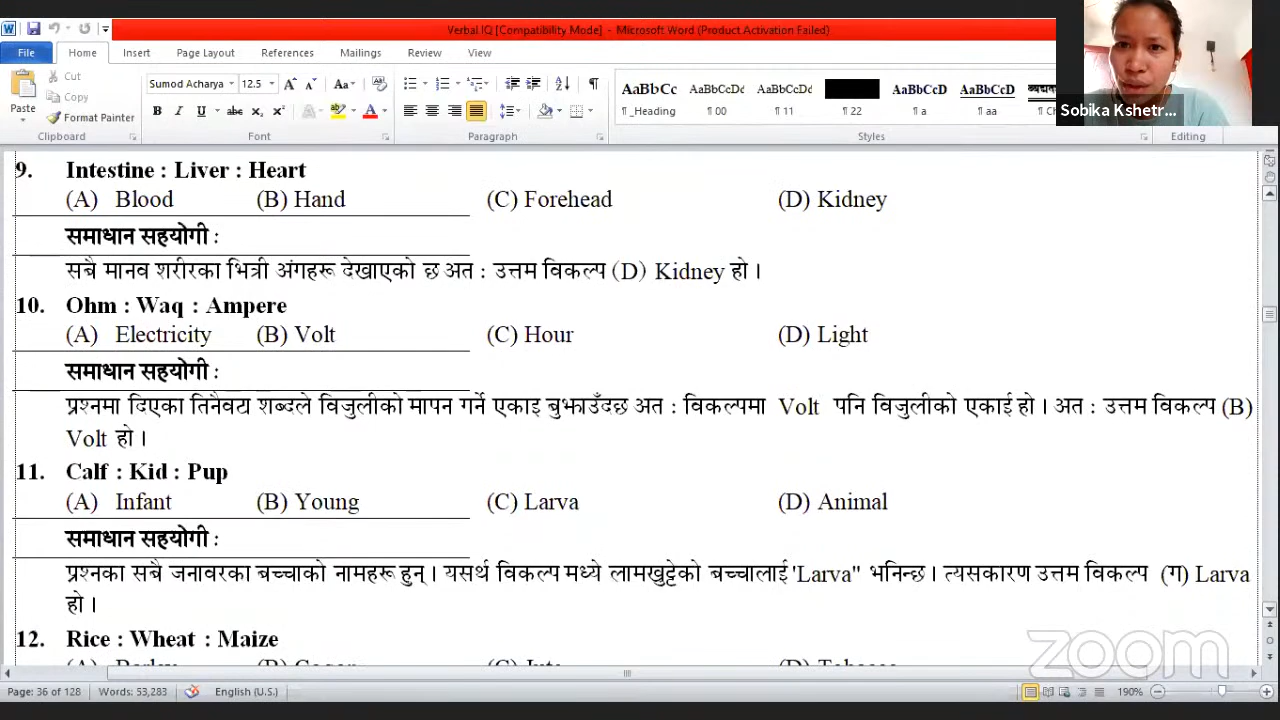 Verbal IQ [Compatibility Mode] - Microsoft Word (Product Activation Failed)
File Home Insert Page Layout References Mailings Review View
Cut
Copy
Format Painter
Paste
Sumod Acharya 12.5
AaBbCc AaBbCcDc AaBbCcDc AaBbCcD AaBbCcD
¶ _Heading ¶ 00 ¶ 11 ¶ 22 ¶ a ¶ aa
Clipboard Font Paragraph Styles Editing
Sobika Kshetr...
9. Intestine : Liver : Heart
(A) Blood (B) Hand (C) Forehead (D) Kidney
समाधान सहयोगी :
सबै मानव शरीरका भित्री अंगहरू देखाएको छ अत : उत्तम विकल्प (D) Kidney हो ।
10. Ohm : Waq : Ampere
(A) Electricity (B) Volt (C) Hour (D) Light
समाधान सहयोगी :
प्रश्नमा दिएका तिनैवटा शब्दले विजुलीको मापन गर्ने एकाइ बुझाउँदछ अत : विकल्पमा Volt पनि विजुलीको एकाई हो । अत : उत्तम विकल्प (B)
Volt हो ।
11. Calf : Kid : Pup
(A) Infant (B) Young (C) Larva (D) Animal
समाधान सहयोगी :
प्रश्नका सबै जनावरका बच्चाको नामहरू हुन् । यसर्थ विकल्प मध्ये लामखुट्टेको बच्चालाई 'Larva" भनिन्छ । त्यसकारण उत्तम विकल्प (ग) Larva
हो ।
12. Rice : Wheat : Maize
zoom
Page: 36 of 128 Words: 53,283 English (U.S.) 190%